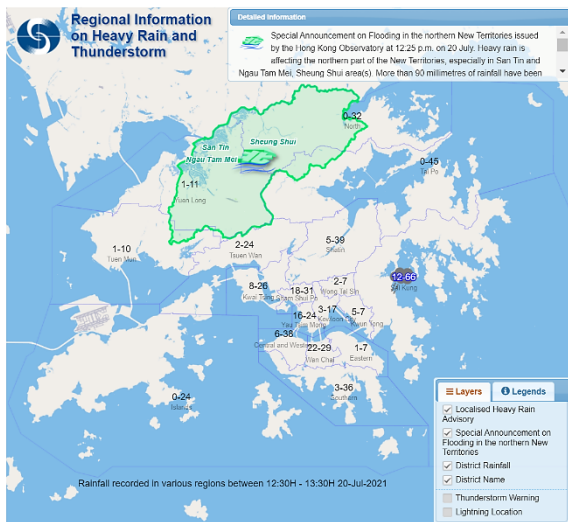 Regional Information
on Heavy Rain and
Thunderstorm
Detailed Information
Special Announcement on Flooding in the northern New Territories issued
by the Hong Kong Observatory at 12:25 p.m. on 20 July. Heavy rain is
affecting the northern part of the New Territories, especially in San Tin and
Ngau Tam Mei, Sheung Shui area(s). More than 90 millimetres of rainfall have been
0-32
North
San Tin
Sheung Shui
Ngau Tam Mei
0-45
Tai Po
1-11
Yuen Long
1-10
Tuen Mun
2-24
Tsuen Wan
5-39
Shatin
12-66
Sai Kung
8-26
Kwai Tsing
18-31
Sham Shui Po
2-7
Wong Tai Sin
16-24
Yau Tsim Mong
3-17
Kowloon City
5-7
Kwun Tong
6-38
Central and Western
22-29
Wan Chai
1-7
Eastern
0-24
Islands
3-36
Southern
Layers
Legends
Localised Heavy Rain
Advisory
Special Announcement on
Flooding in the northern New
Territories
District Rainfall
District Name
Thunderstorm Warning
Lightning Location
Rainfall recorded in various regions between 12:30H - 13:30H 20-Jul-2021